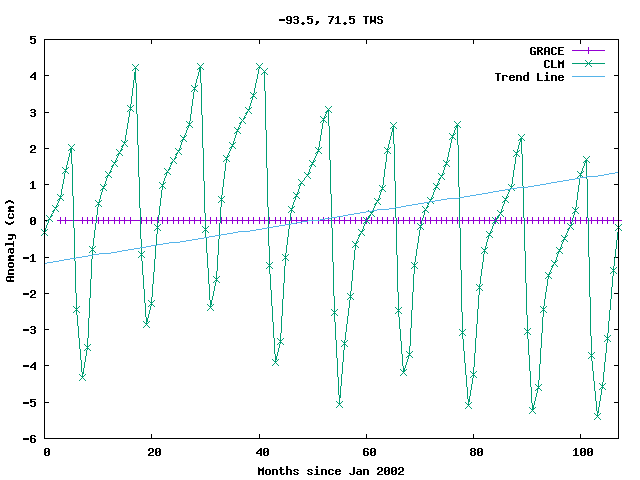 -93.5, 71.5 TWS
GRACE
CLM
Trend Line
5
4
3
2
1
0
-1
-2
-3
-4
-5
-6
Anomaly (cm)
0 20 40 60 80 100
Months since Jan 2002